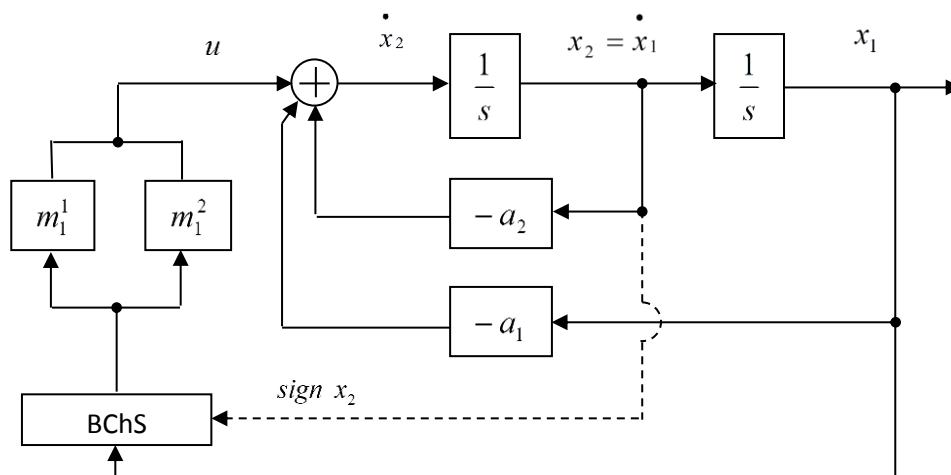 u
ẋ₂
x₂ = ẋ₁
x₁
1/s
1/s
m₁¹
m₁²
− a₂
− a₁
sign x₂
BChS